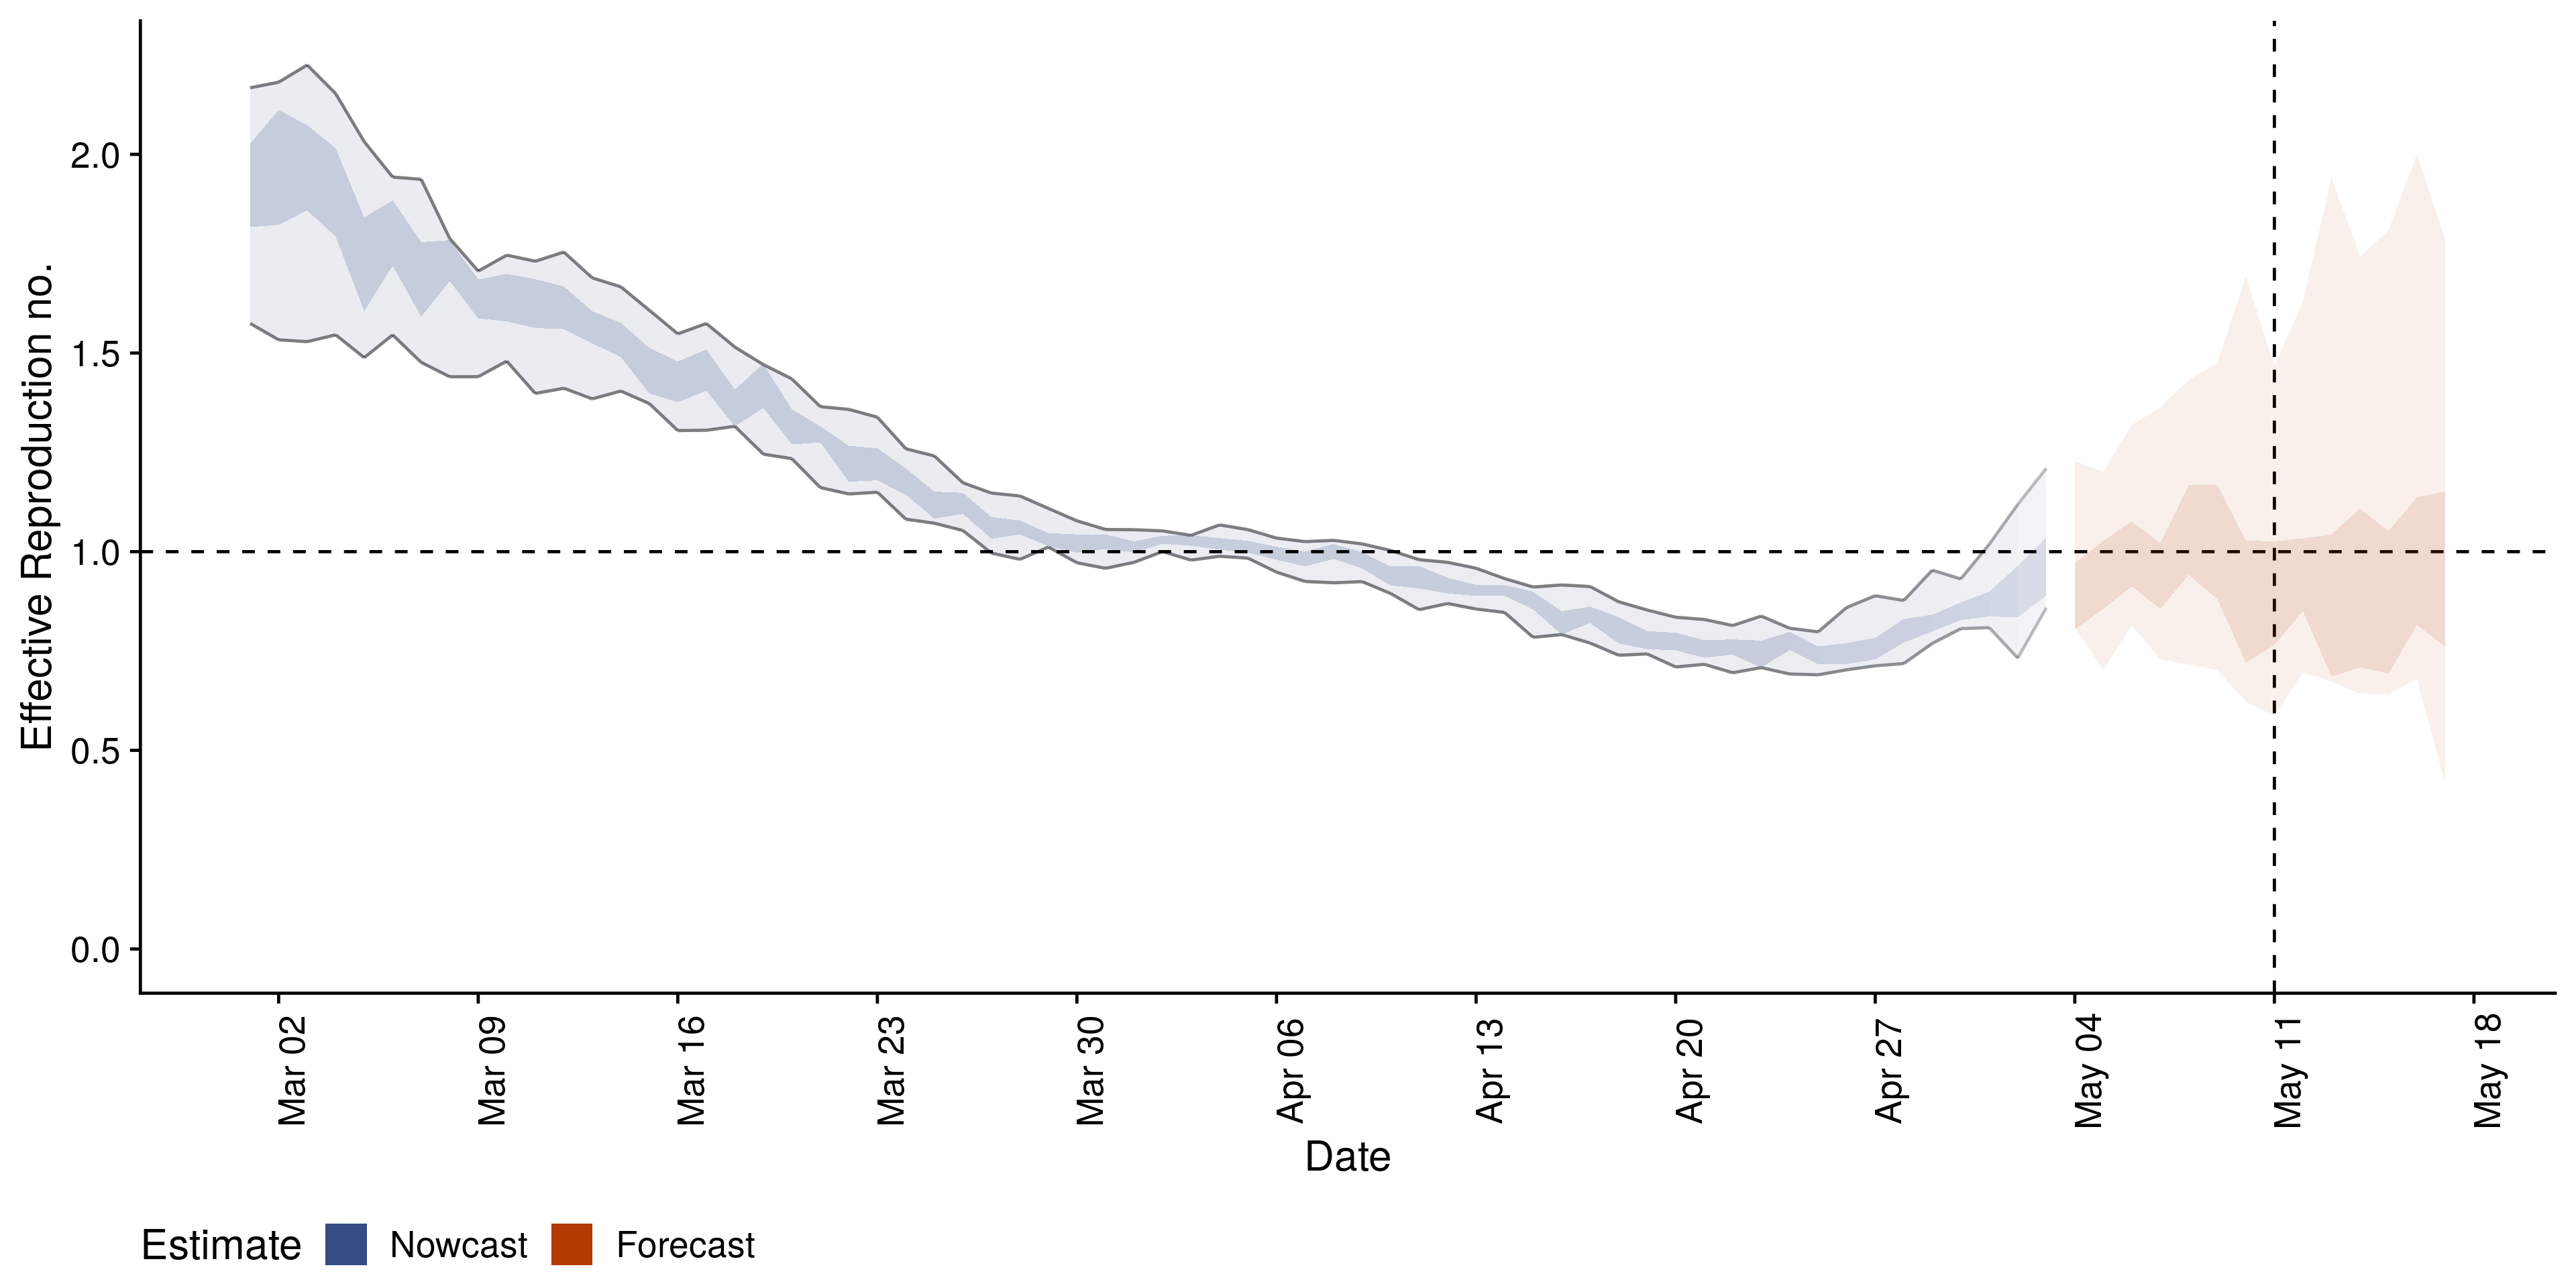 Effective Reproduction no.
2.0
1.5
1.0
0.5
0.0
Mar 02
Mar 09
Mar 16
Mar 23
Mar 30
Apr 06
Apr 13
Apr 20
Apr 27
May 04
May 11
May 18
Date
Estimate Nowcast Forecast